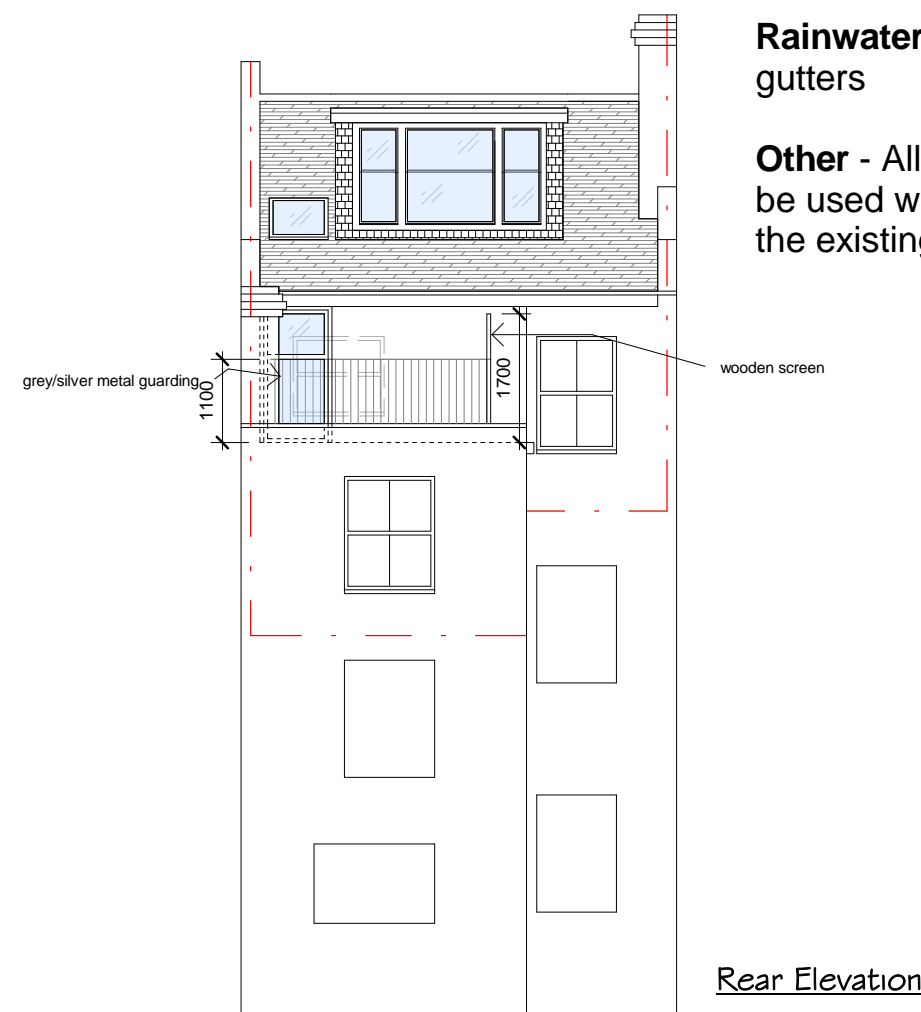 Rainwater
gutters
Other - All
be used w
the existing
grey/silver metal guarding
1100
1700
wooden screen
Rear Elevation